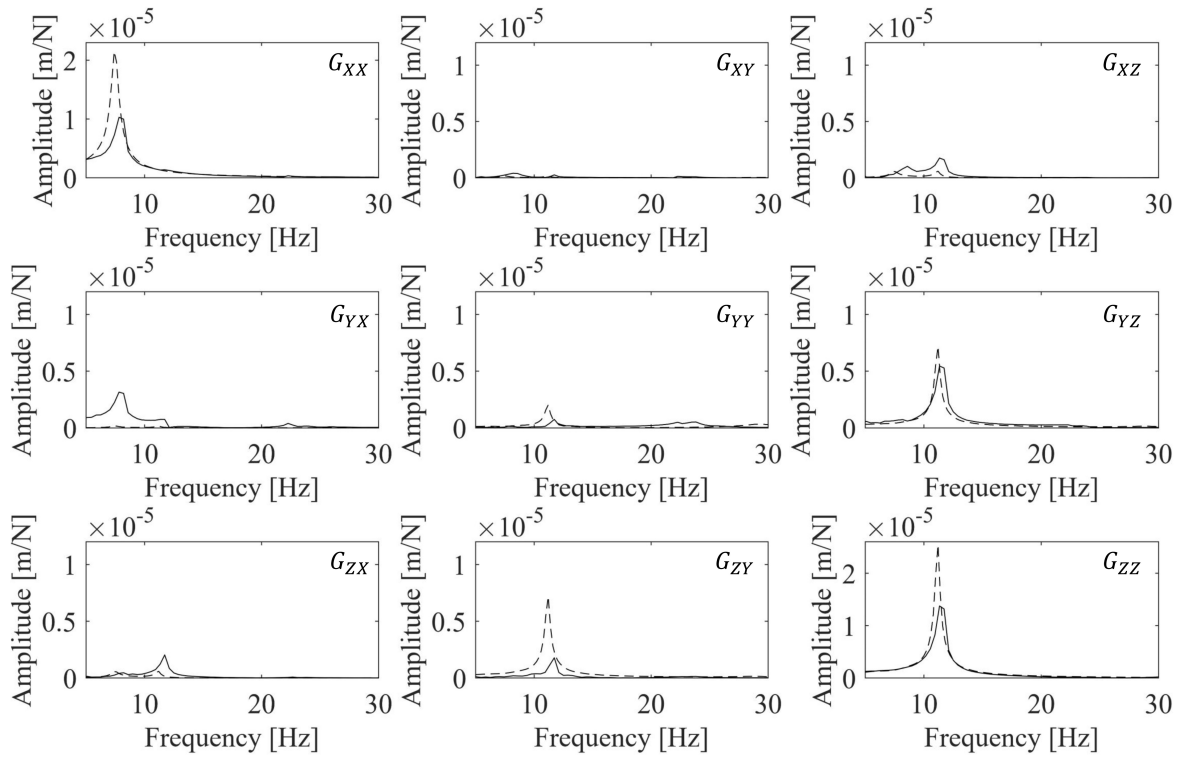 ×10^-5 ×10^-5 ×10^-5
Amplitude [m/N] 2 1 0 G_XX 10 20 30
Amplitude [m/N] 1 0.5 0 G_XY 10 20 30
Amplitude [m/N] 1 0.5 0 G_XZ 10 20 30
Frequency [Hz] Frequency [Hz] Frequency [Hz]
×10^-5 ×10^-5 ×10^-5
Amplitude [m/N] 1 0.5 0 G_YX 10 20 30
Amplitude [m/N] 1 0.5 0 G_YY 10 20 30
Amplitude [m/N] 1 0.5 0 G_YZ 10 20 30
Frequency [Hz] Frequency [Hz] Frequency [Hz]
×10^-5 ×10^-5 ×10^-5
Amplitude [m/N] 1 0.5 0 G_ZX 10 20 30
Amplitude [m/N] 1 0.5 0 G_ZY 10 20 30
Amplitude [m/N] 2 1 0 G_ZZ 10 20 30
Frequency [Hz] Frequency [Hz] Frequency [Hz]